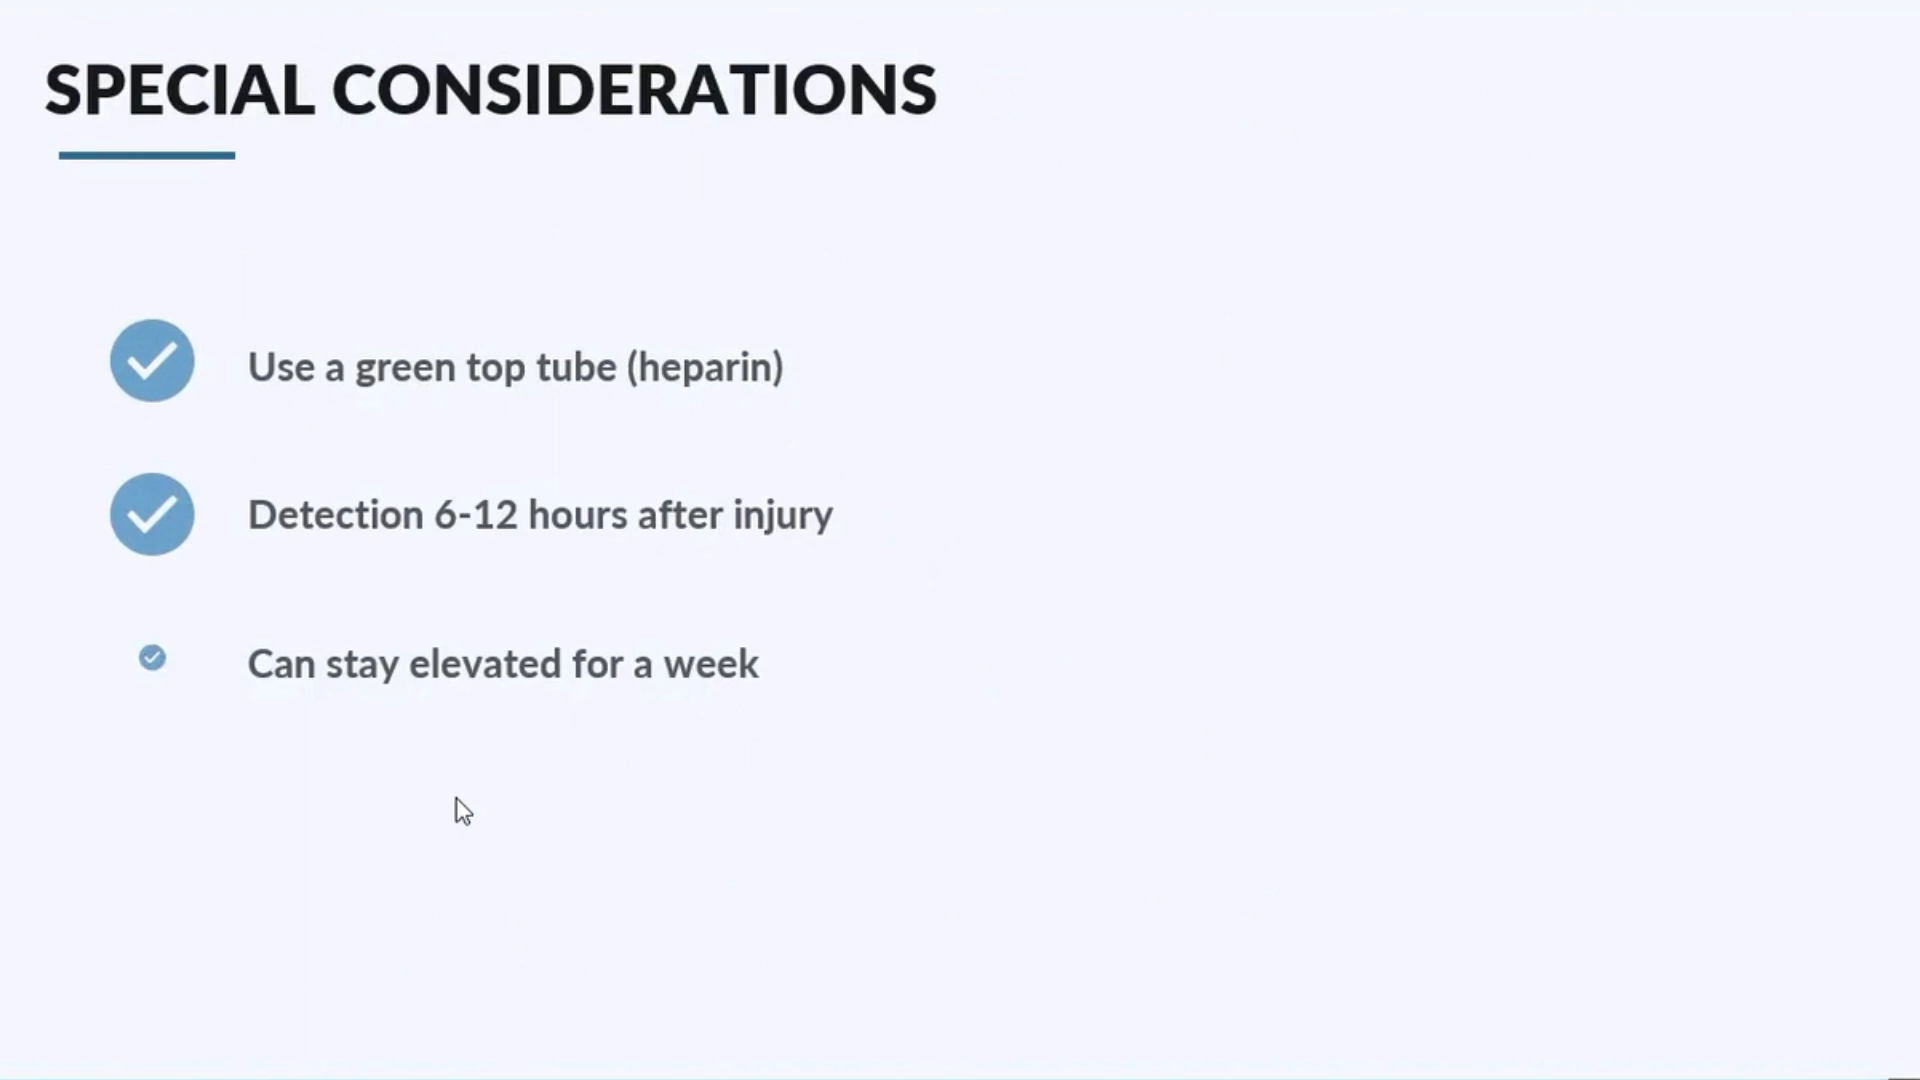 SPECIAL CONSIDERATIONS
Use a green top tube (heparin)
Detection 6-12 hours after injury
Can stay elevated for a week